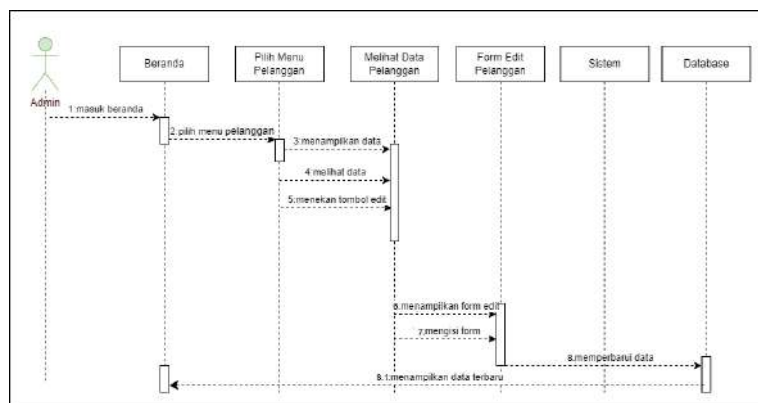 Admin
Beranda
Pilih Menu
Pelanggan
Melihat Data
Pelanggan
Form Edit
Pelanggan
Sistem
Database
1:masuk beranda
2:pilih menu pelanggan
3:menampilkan data
4:melihat data
5:menekan tombol edit
6:menampilkan form edit
7:mengisi form
8:memperbarui data
8.1:menampilkan data terbaru